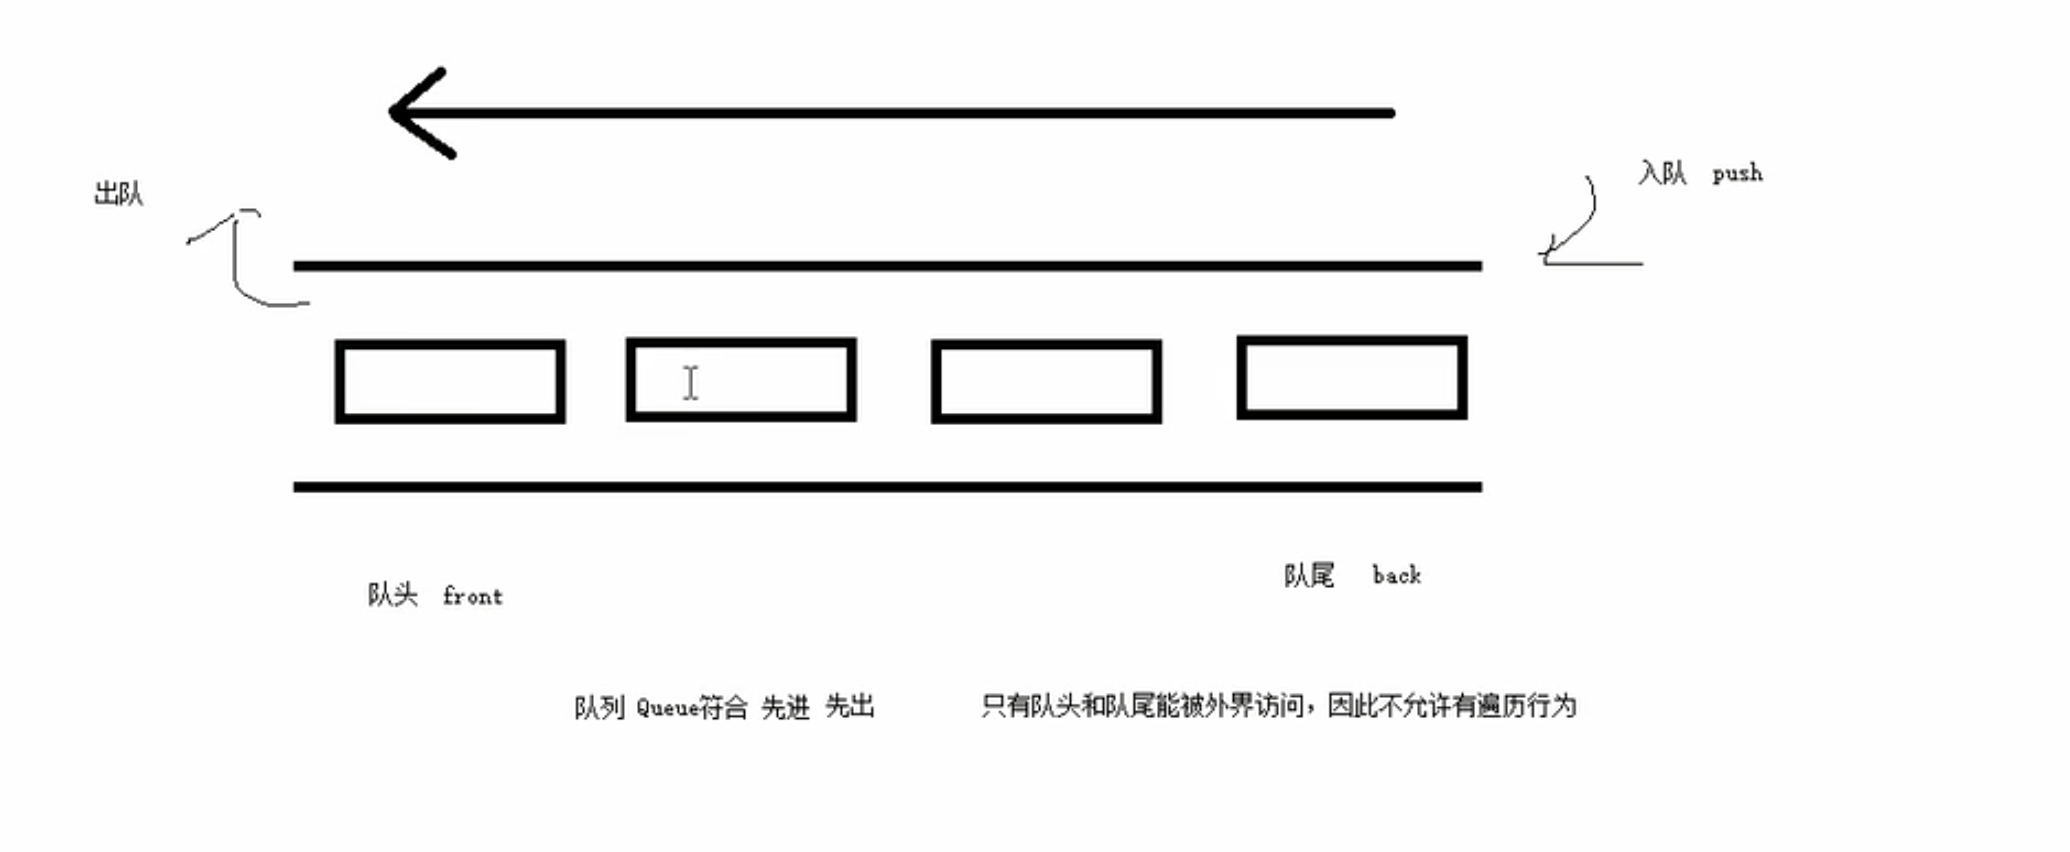 出队
入队 push
队头 front
队尾 back
队列 Queue符合 先进 先出
只有队头和队尾能被外界访问，因此不允许有遍历行为